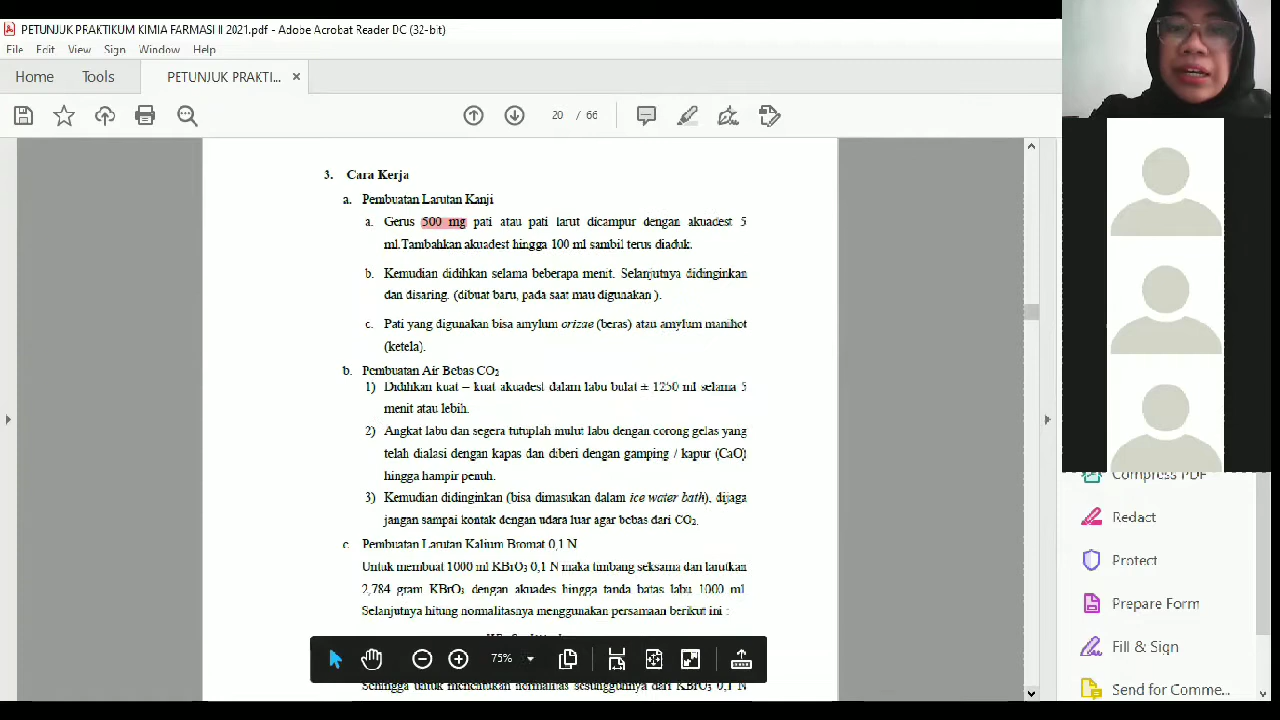 PETUNJUK PRAKTIKUM KIMIA FARMASI II 2021.pdf - Adobe Acrobat Reader DC (32-bit)
File Edit View Sign Window Help
Home Tools PETUNJUK PRAKTI... ×
20 / 66
3. Cara Kerja
a. Pembuatan Larutan Kanji
a. Gerus 500 mg pati atau pati larut dicampur dengan akuadest 5
ml.Tambahkan akuadest hingga 100 ml sambil terus diaduk.
b. Kemudian didihkan selama beberapa menit. Selanjutnya didinginkan
dan disaring. (dibuat baru, pada saat mau digunakan ).
c. Pati yang digunakan bisa amylum orizae (beras) atau amylum manihot
(ketela).
b. Pembuatan Air Bebas CO₂
1) Didihkan kuat – kuat akuadest dalam labu bulat ± 1250 ml selama 5
menit atau lebih.
2) Angkat labu dan segera tutuplah mulut labu dengan corong gelas yang
telah dialasi dengan kapas dan diberi dengan gamping / kapur (CaO)
hingga hampir penuh.
3) Kemudian didinginkan (bisa dimasukan dalam ice water bath), dijaga
jangan sampai kontak dengan udara luar agar bebas dari CO₂.
c. Pembuatan Larutan Kalium Bromat 0,1 N
Untuk membuat 1000 ml KBrO₃ 0,1 N maka timbang seksama dan larutkan
2,784 gram KBrO₃ dengan akuades hingga tanda batas labu 1000 ml.
Selanjutnya hitung normalitasnya menggunakan persamaan berikut ini :
75%
Sehingga untuk menentukan normalitas sesungguhnya dari KBrO₃ 0,1 N
Compress PDF
Redact
Protect
Prepare Form
Fill & Sign
Send for Comme...